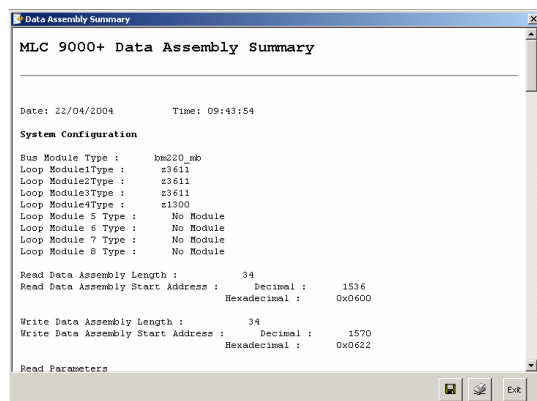 Data Assembly Summary
MLC 9000+ Data Assembly Summary
Date: 22/04/2004 Time: 09:43:54
System Configuration
Bus Module Type : bm220_mb
Loop Module1Type : z3611
Loop Module2Type : z3611
Loop Module3Type : z3611
Loop Module4Type : z1300
Loop Module 5 Type : No Module
Loop Module 6 Type : No Module
Loop Module 7 Type : No Module
Loop Module 8 Type : No Module
Read Data Assembly Length : 34
Read Data Assembly Start Address : Decimal : 1536
Hexadecimal : 0x0600
Write Data Assembly Length : 34
Write Data Assembly Start Address : Decimal : 1570
Hexadecimal : 0x0622
Read Parameters
Exit